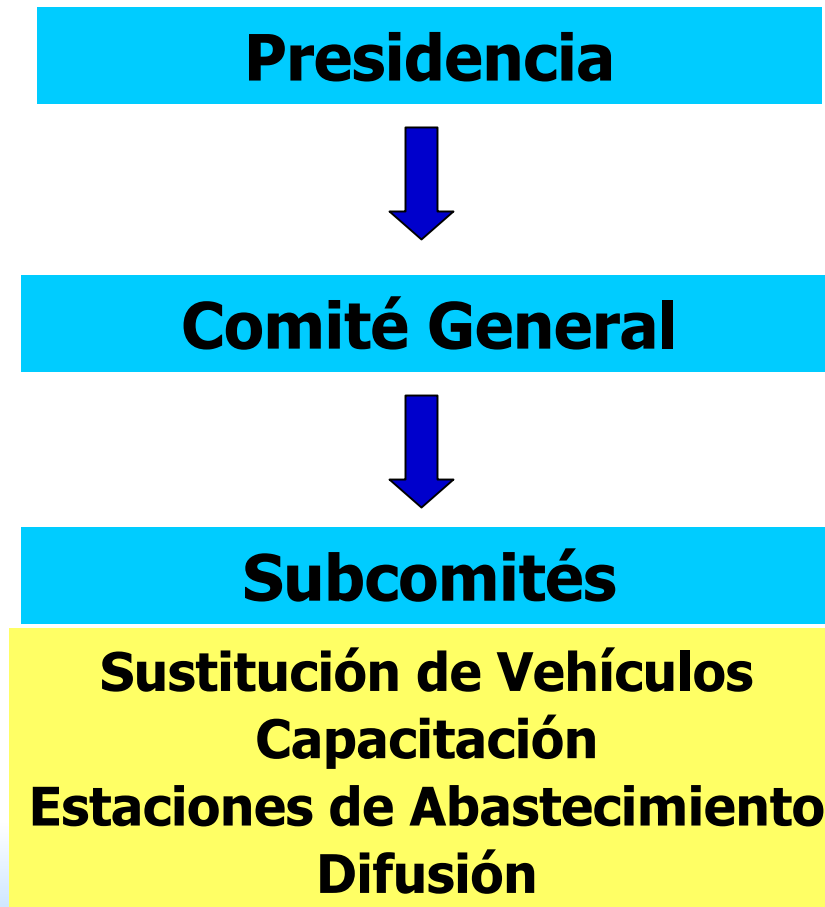 Presidencia
Comité General
Subcomités
Sustitución de Vehículos
Capacitación
Estaciones de Abastecimiento
Difusión